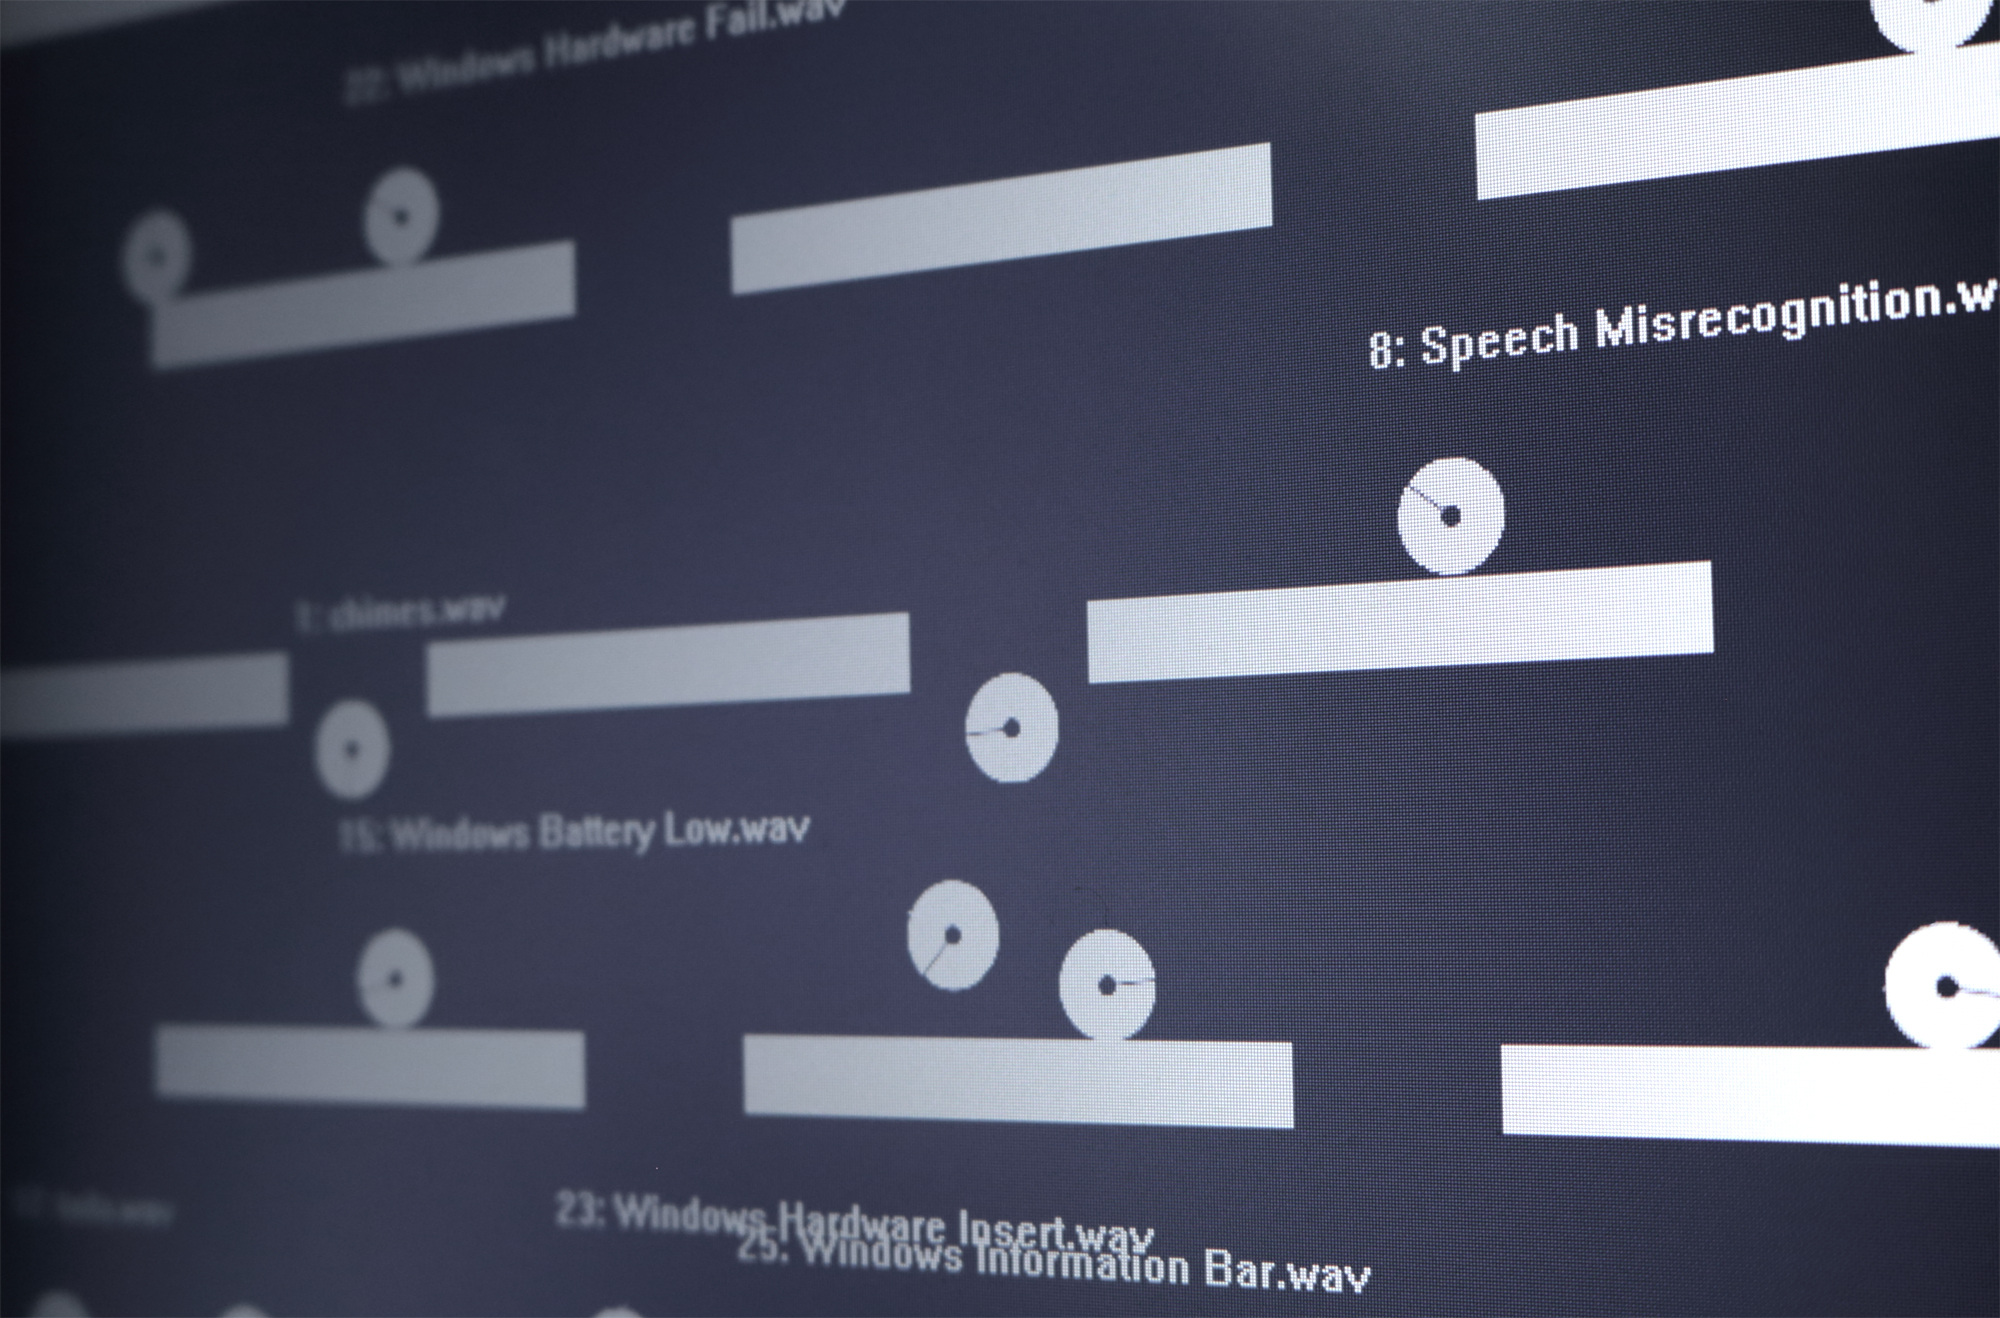 22: Windows Hardware Fail.wav
8: Speech Misrecognition.w
1: chimes.wav
15: Windows Battery Low.wav
23: Windows Hardware Insert.wav
25: Windows Information Bar.wav